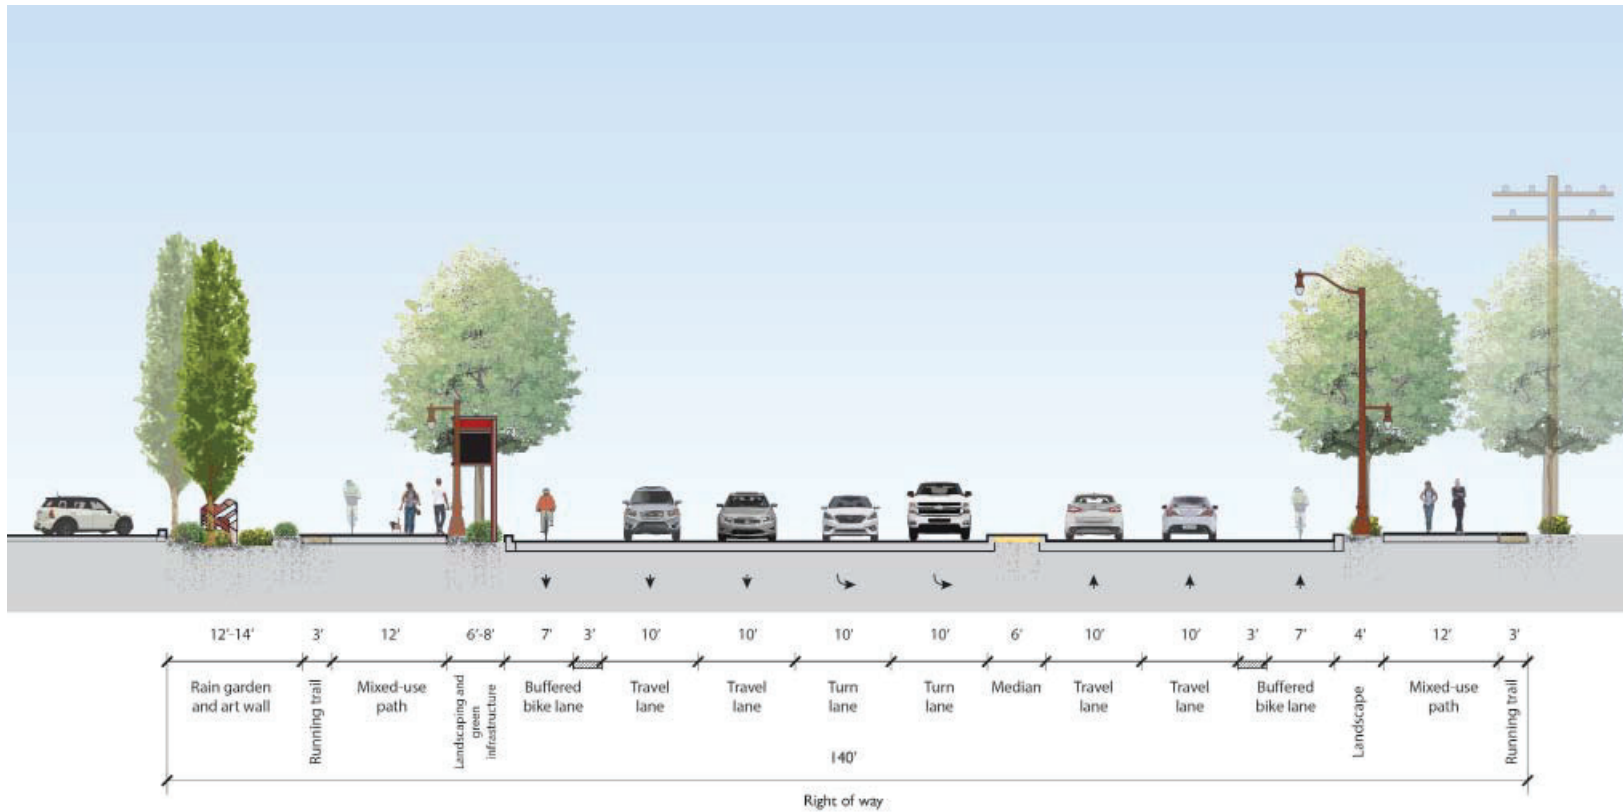 12'-14' 3' 12' 6'-8' 7' 3' 10' 10' 10' 10' 6' 10' 10' 3' 7' 4' 12' 3'
Rain garden
and art wall
Running trail
Mixed-use
path
Landscaping and
green
infrastructure
Buffered
bike lane
Travel
lane
Travel
lane
Turn
lane
Turn
lane
Median
Travel
lane
Travel
lane
Buffered
bike lane
Landscape
Mixed-use
path
Running trail
140'
Right of way